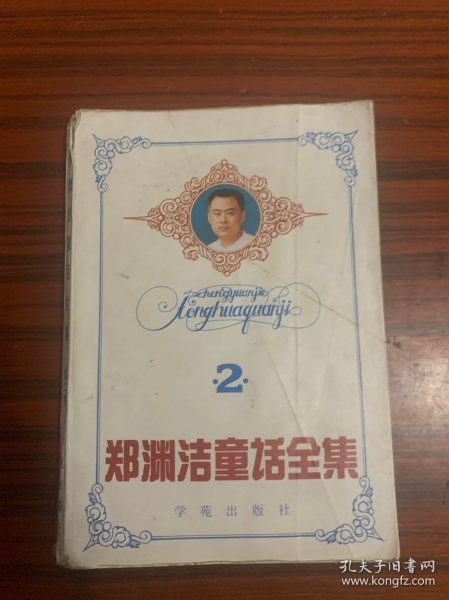 zhengyuanjie
tonghuaquanji
·2·
郑渊洁童话全集
学苑出版社
孔夫子旧书网
www.kongfz.com